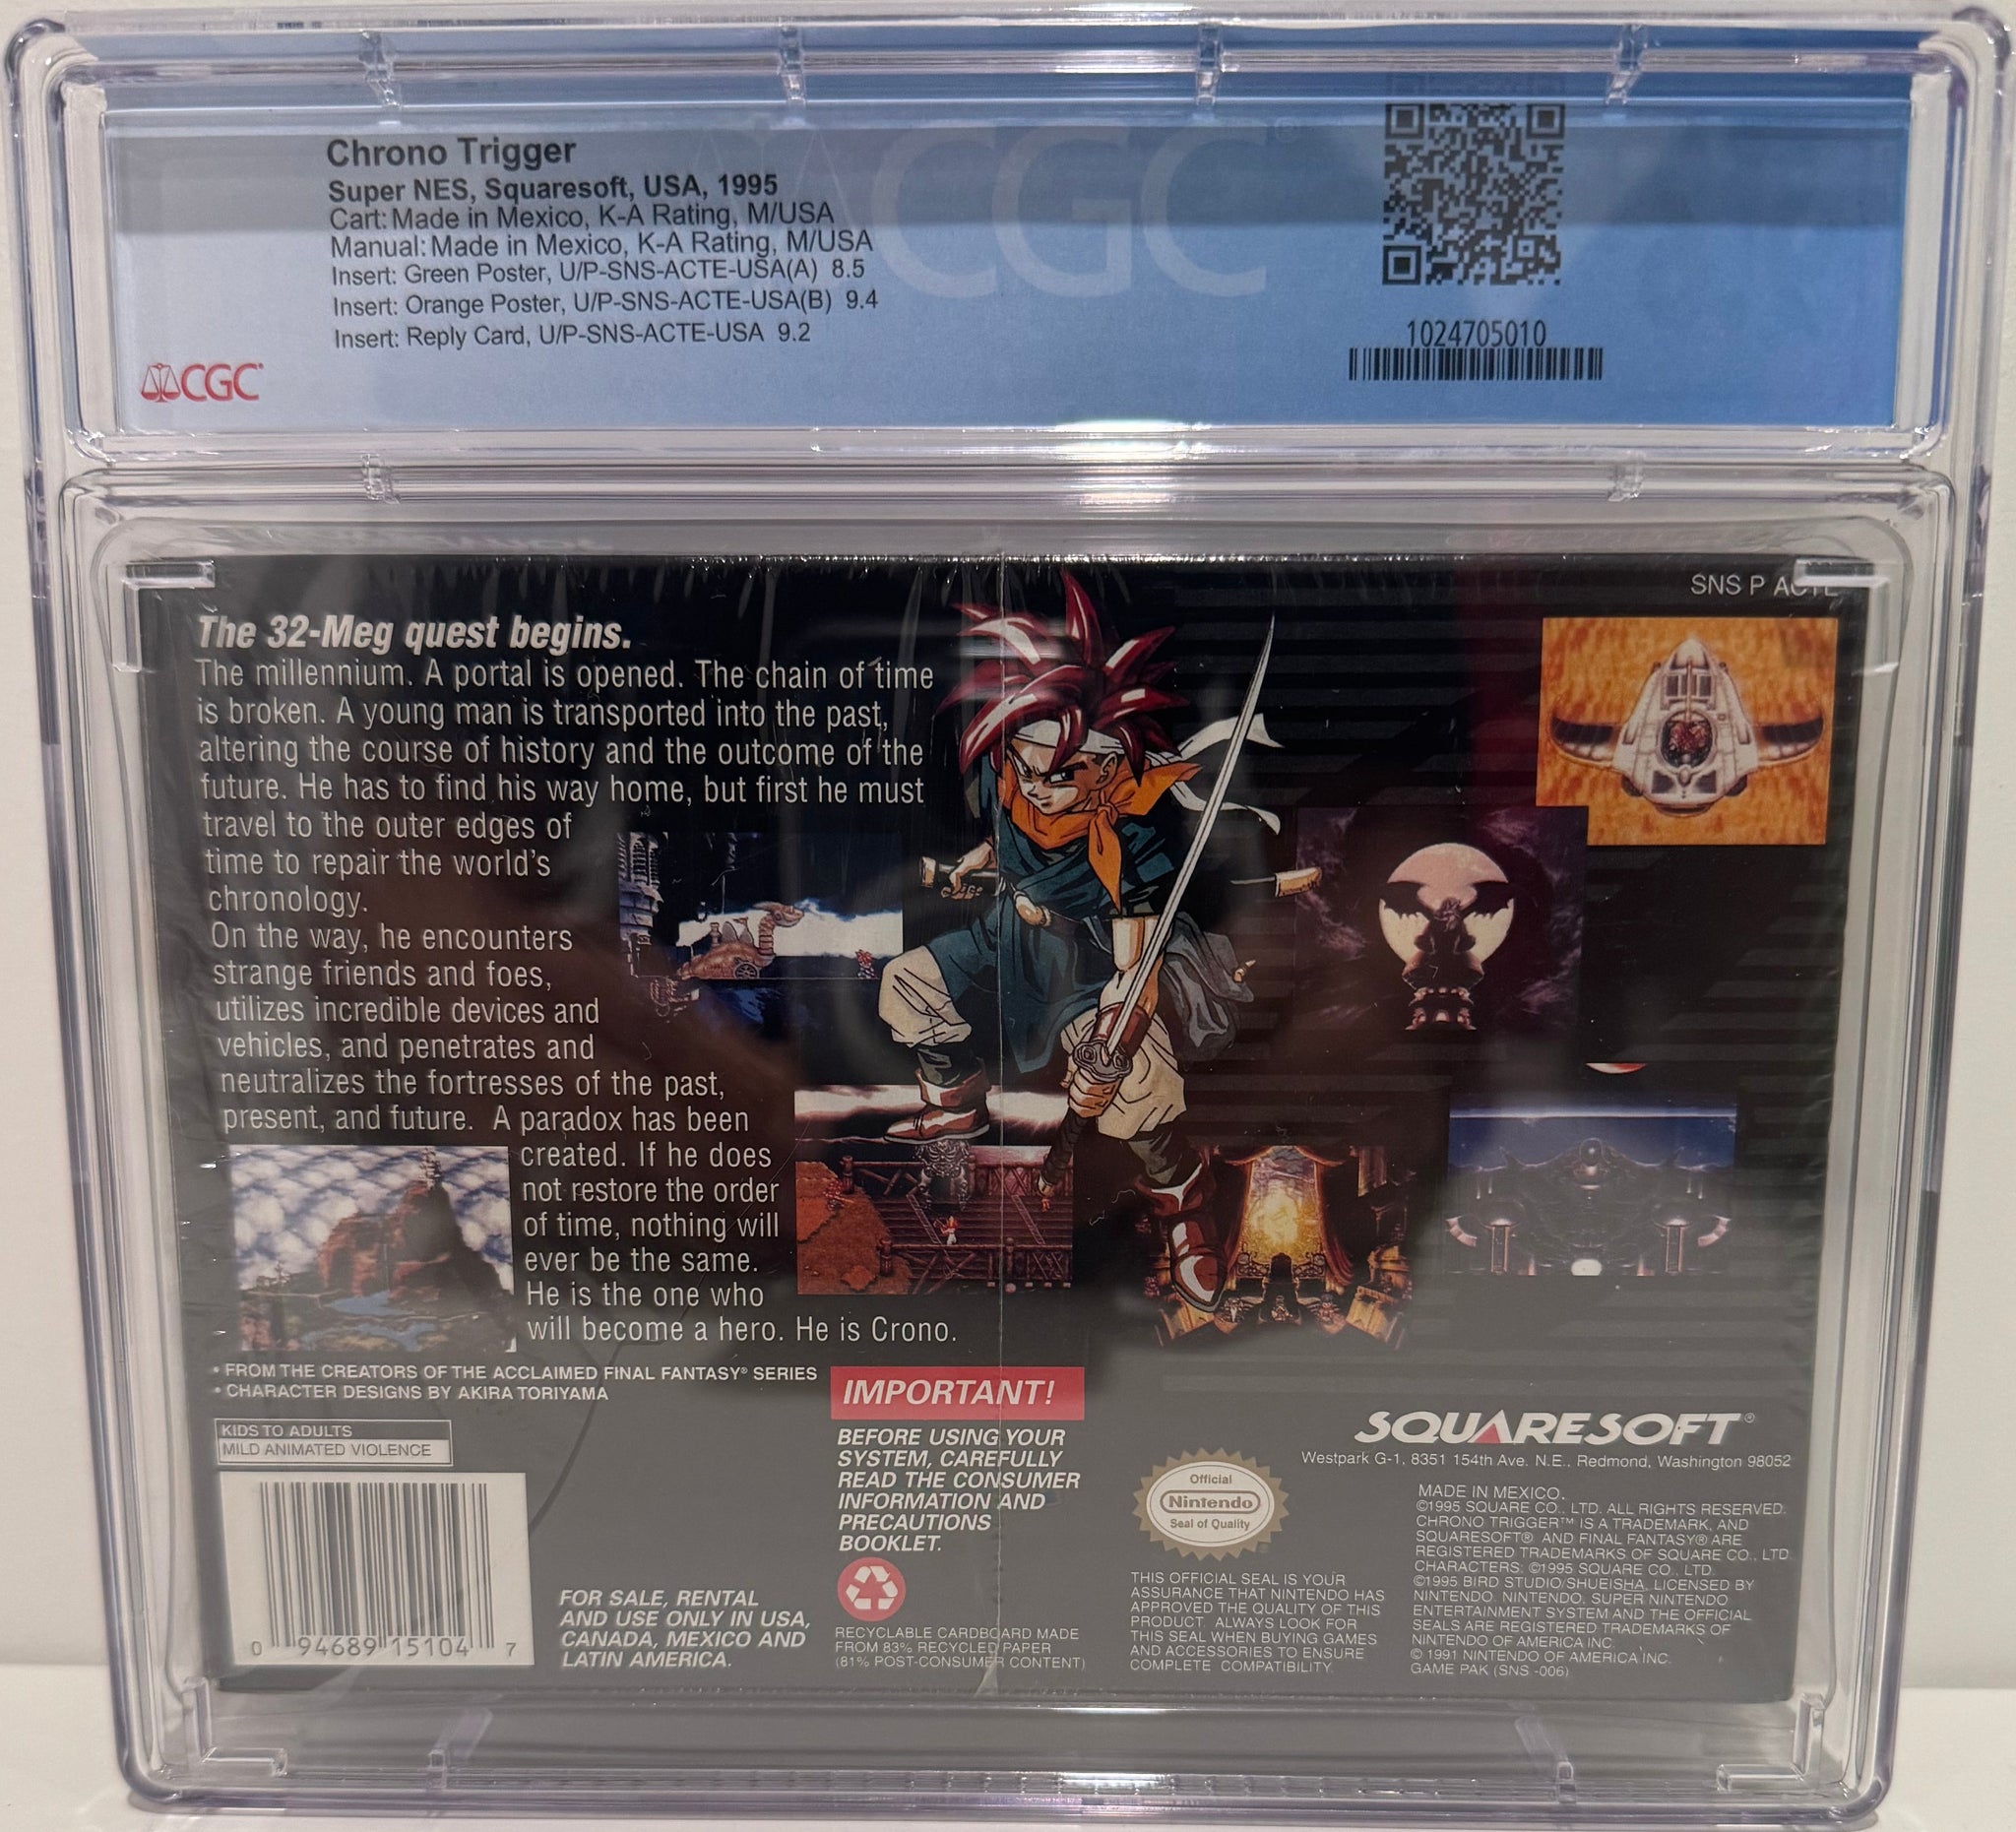 Chrono Trigger
Super NES, Squaresoft, USA, 1995
Cart: Made in Mexico, K-A Rating, M/USA
Manual: Made in Mexico, K-A Rating, M/USA
Insert: Green Poster, U/P-SNS-ACTE-USA(A) 8.5
Insert: Orange Poster, U/P-SNS-ACTE-USA(B) 9.4
Insert: Reply Card, U/P-SNS-ACTE-USA 9.2
CGC
CGC
1024705010
SNS P ACTE
The 32-Meg quest begins.
The millennium. A portal is opened. The chain of time
is broken. A young man is transported into the past,
altering the course of history and the outcome of the
future. He has to find his way home, but first he must
travel to the outer edges of
time to repair the world's
chronology.
On the way, he encounters
strange friends and foes,
utilizes incredible devices and
vehicles, and penetrates and
neutralizes the fortresses of the past,
present, and future. A paradox has been
created. If he does
not restore the order
of time, nothing will
ever be the same.
He is the one who
will become a hero. He is Crono.
• FROM THE CREATORS OF THE ACCLAIMED FINAL FANTASY® SERIES
• CHARACTER DESIGNS BY AKIRA TORIYAMA
KIDS TO ADULTS
MILD ANIMATED VIOLENCE
0 94689 15104 7
FOR SALE, RENTAL
AND USE ONLY IN USA,
CANADA, MEXICO AND
LATIN AMERICA.
IMPORTANT!
BEFORE USING YOUR
SYSTEM, CAREFULLY
READ THE CONSUMER
INFORMATION AND
PRECAUTIONS
BOOKLET.
RECYCLABLE CARDBOARD MADE
FROM 83% RECYCLED PAPER
(81% POST-CONSUMER CONTENT)
Official
Nintendo
Seal of Quality
THIS OFFICIAL SEAL IS YOUR
ASSURANCE THAT NINTENDO HAS
APPROVED THE QUALITY OF THIS
PRODUCT. ALWAYS LOOK FOR
THIS SEAL WHEN BUYING GAMES
AND ACCESSORIES TO ENSURE
COMPLETE COMPATIBILITY.
SQUARESOFT®
Westpark G-1, 8351 154th Ave. N.E., Redmond, Washington 98052
MADE IN MEXICO.
©1995 SQUARE CO., LTD. ALL RIGHTS RESERVED.
CHRONO TRIGGER™ IS A TRADEMARK, AND
SQUARESOFT® AND FINAL FANTASY® ARE
REGISTERED TRADEMARKS OF SQUARE CO., LTD.
CHARACTERS: ©1995 SQUARE CO., LTD.
©1995 BIRD STUDIO/SHUEISHA, LICENSED BY
NINTENDO. NINTENDO, SUPER NINTENDO
ENTERTAINMENT SYSTEM AND THE OFFICIAL
SEALS ARE REGISTERED TRADEMARKS OF
NINTENDO OF AMERICA INC.
© 1991 NINTENDO OF AMERICA INC.
GAME PAK (SNS -006)